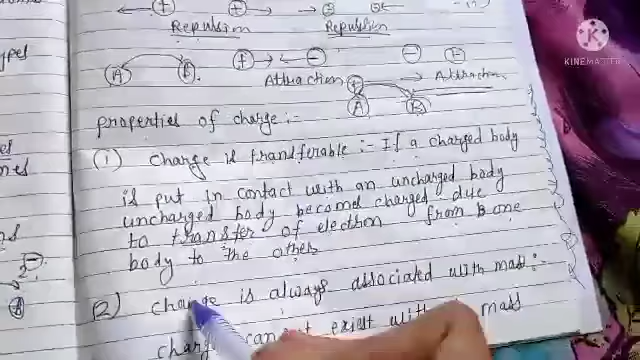 Repulsion Repulsion
A B. Attraction A B Attraction
properties of charge :-
(1) Charge is transferable :- If a charged body
is put in contact with an uncharged body
uncharged body become charged due
to transfer of electron from one
body to the other
(2) Charge is always associated with mass :-
charge can exist mass
KINEMASTER